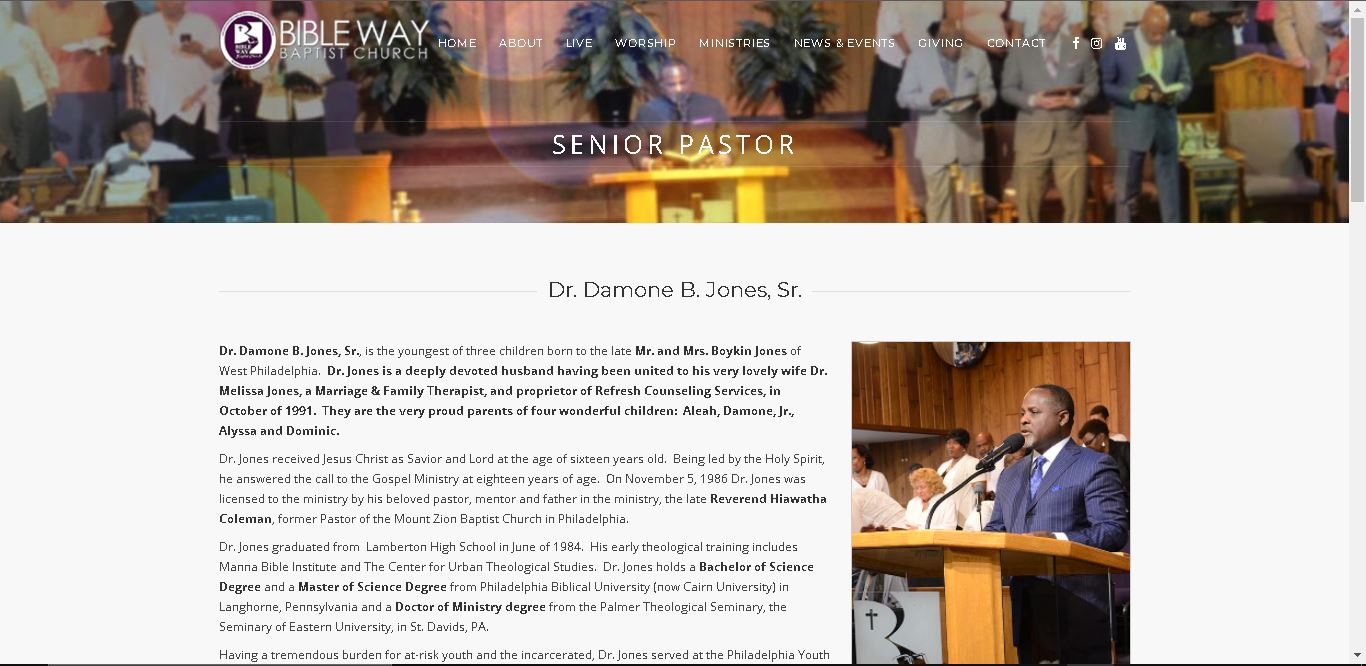 BIBLE WAY
BAPTIST CHURCH
HOME ABOUT LIVE WORSHIP MINISTRIES NEWS & EVENTS GIVING CONTACT
SENIOR PASTOR
Dr. Damone B. Jones, Sr.
Dr. Damone B. Jones, Sr., is the youngest of three children born to the late Mr. and Mrs. Boykin Jones of
West Philadelphia. Dr. Jones is a deeply devoted husband having been united to his very lovely wife Dr.
Melissa Jones, a Marriage & Family Therapist, and proprietor of Refresh Counseling Services, in
October of 1991. They are the very proud parents of four wonderful children: Aleah, Damone, Jr.,
Alyssa and Dominic.
Dr. Jones received Jesus Christ as Savior and Lord at the age of sixteen years old. Being led by the Holy Spirit,
he answered the call to the Gospel Ministry at eighteen years of age. On November 5, 1986 Dr. Jones was
licensed to the ministry by his beloved pastor, mentor and father in the ministry, the late Reverend Hiawatha
Coleman, former Pastor of the Mount Zion Baptist Church in Philadelphia.
Dr. Jones graduated from Lamberton High School in June of 1984. His early theological training includes
Manna Bible Institute and The Center for Urban Theological Studies. Dr. Jones holds a Bachelor of Science
Degree and a Master of Science Degree from Philadelphia Biblical University (now Cairn University) in
Langhorne, Pennsylvania and a Doctor of Ministry degree from the Palmer Theological Seminary, the
Seminary of Eastern University, in St. Davids, PA.
Having a tremendous burden for at-risk youth and the incarcerated, Dr. Jones served at the Philadelphia Youth